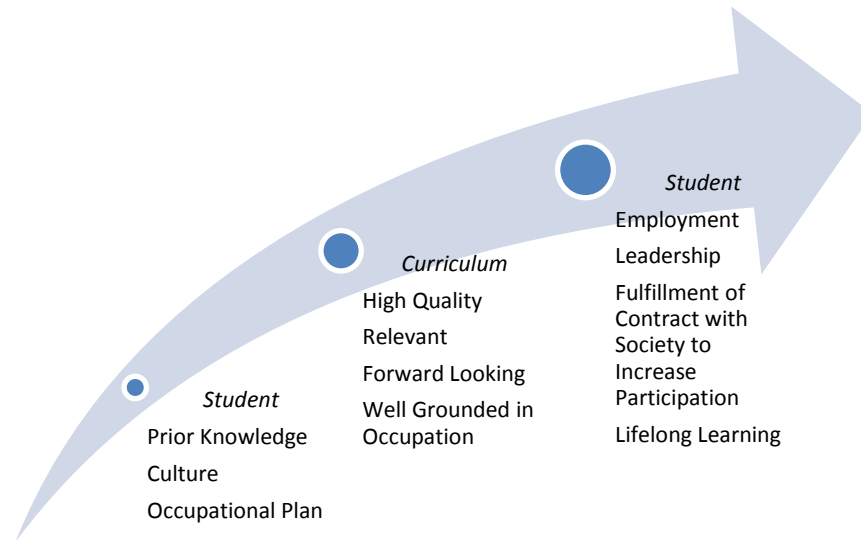 Student
Prior Knowledge
Culture
Occupational Plan
Curriculum
High Quality
Relevant
Forward Looking
Well Grounded in
Occupation
Student
Employment
Leadership
Fulfillment of
Contract with
Society to
Increase
Participation
Lifelong Learning